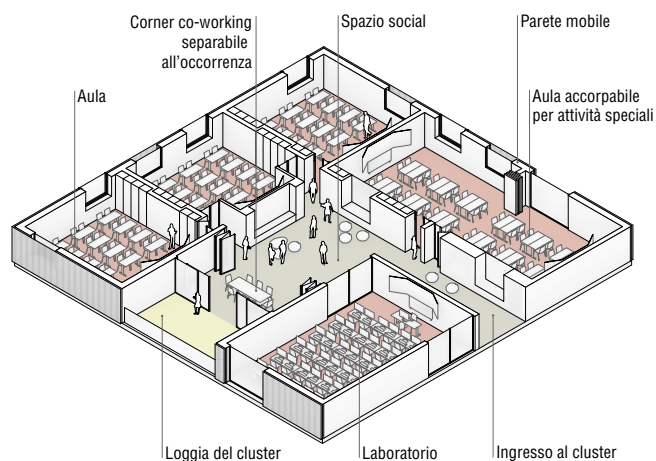 Corner co-working
separabile
all'occorrenza
Spazio social
Parete mobile
Aula
Aula accorpabile
per attività speciali
Loggia del cluster
Laboratorio
Ingresso al cluster